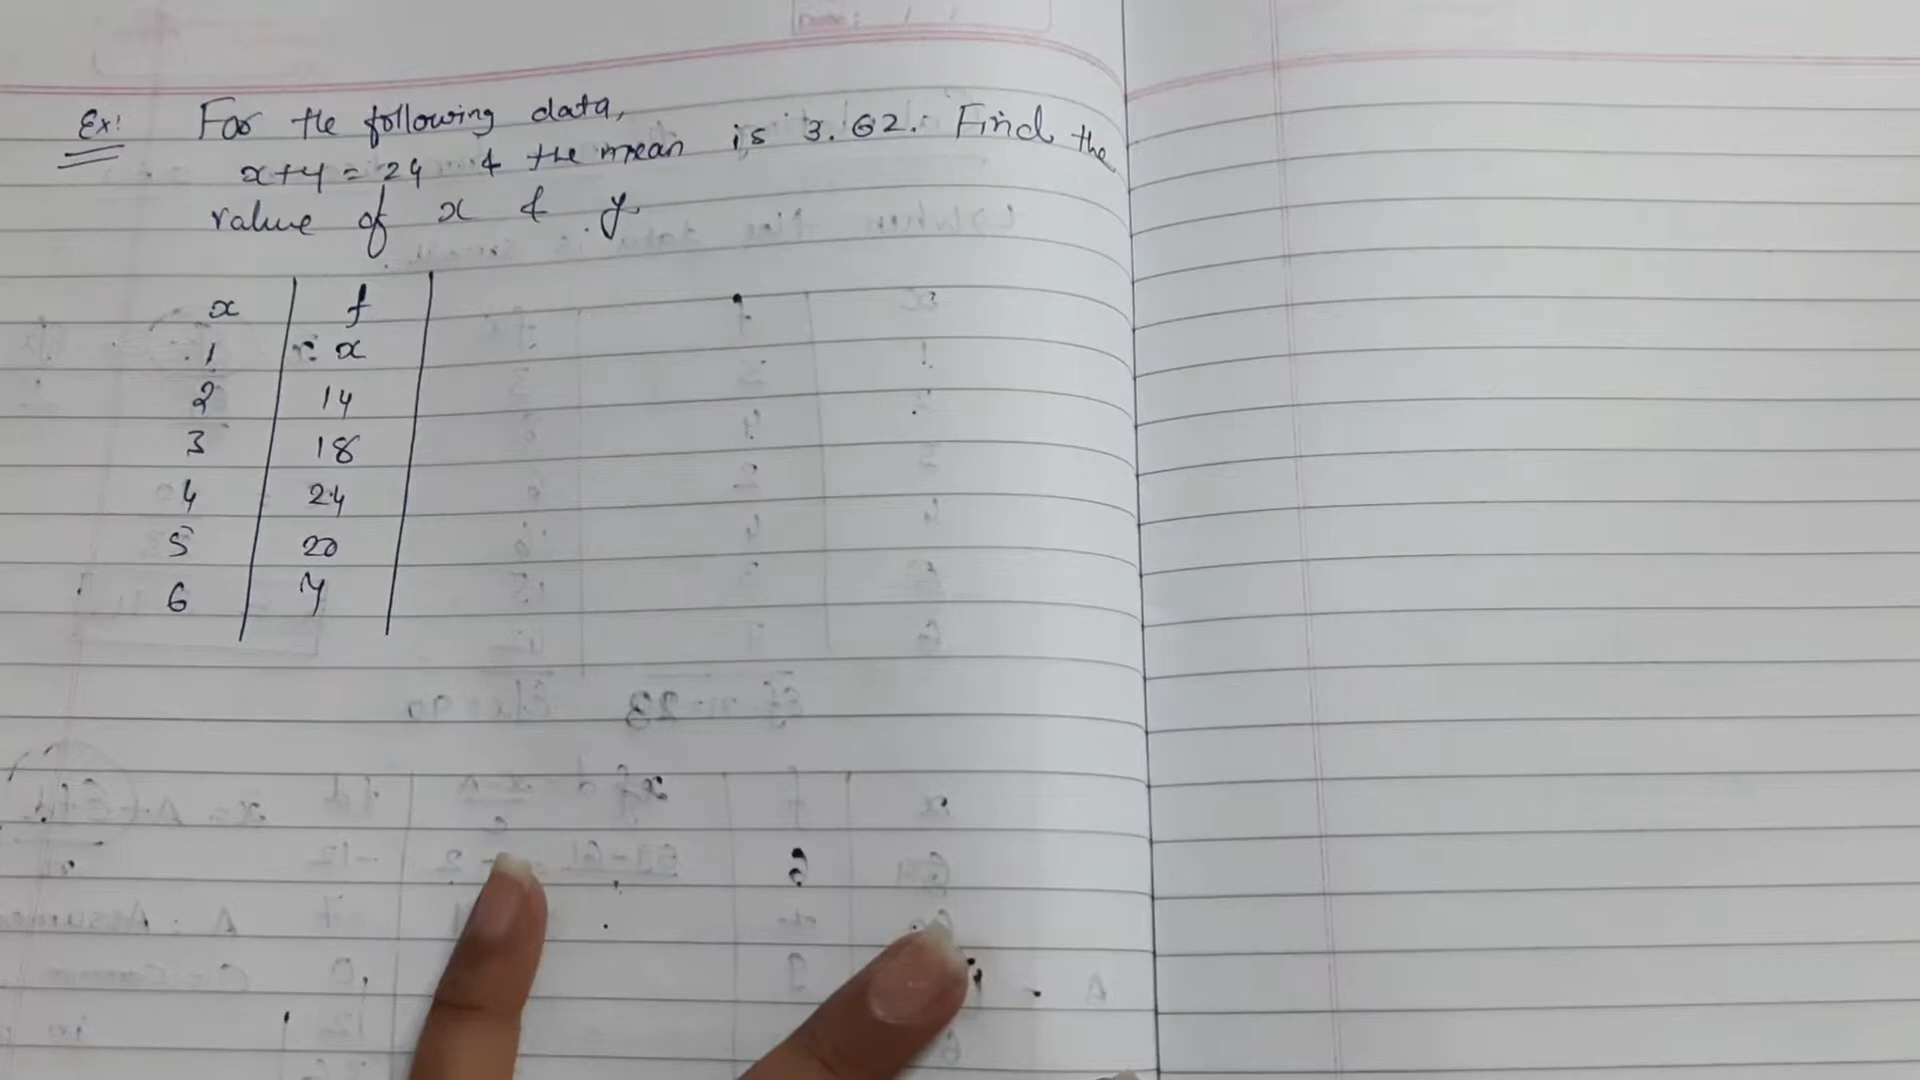 Ex: For the following data,
x+y = 24 & the mean is 3.62. Find the
value of x & y.
x f
1 x
2 14
3 18
4 24
5 20
6 y